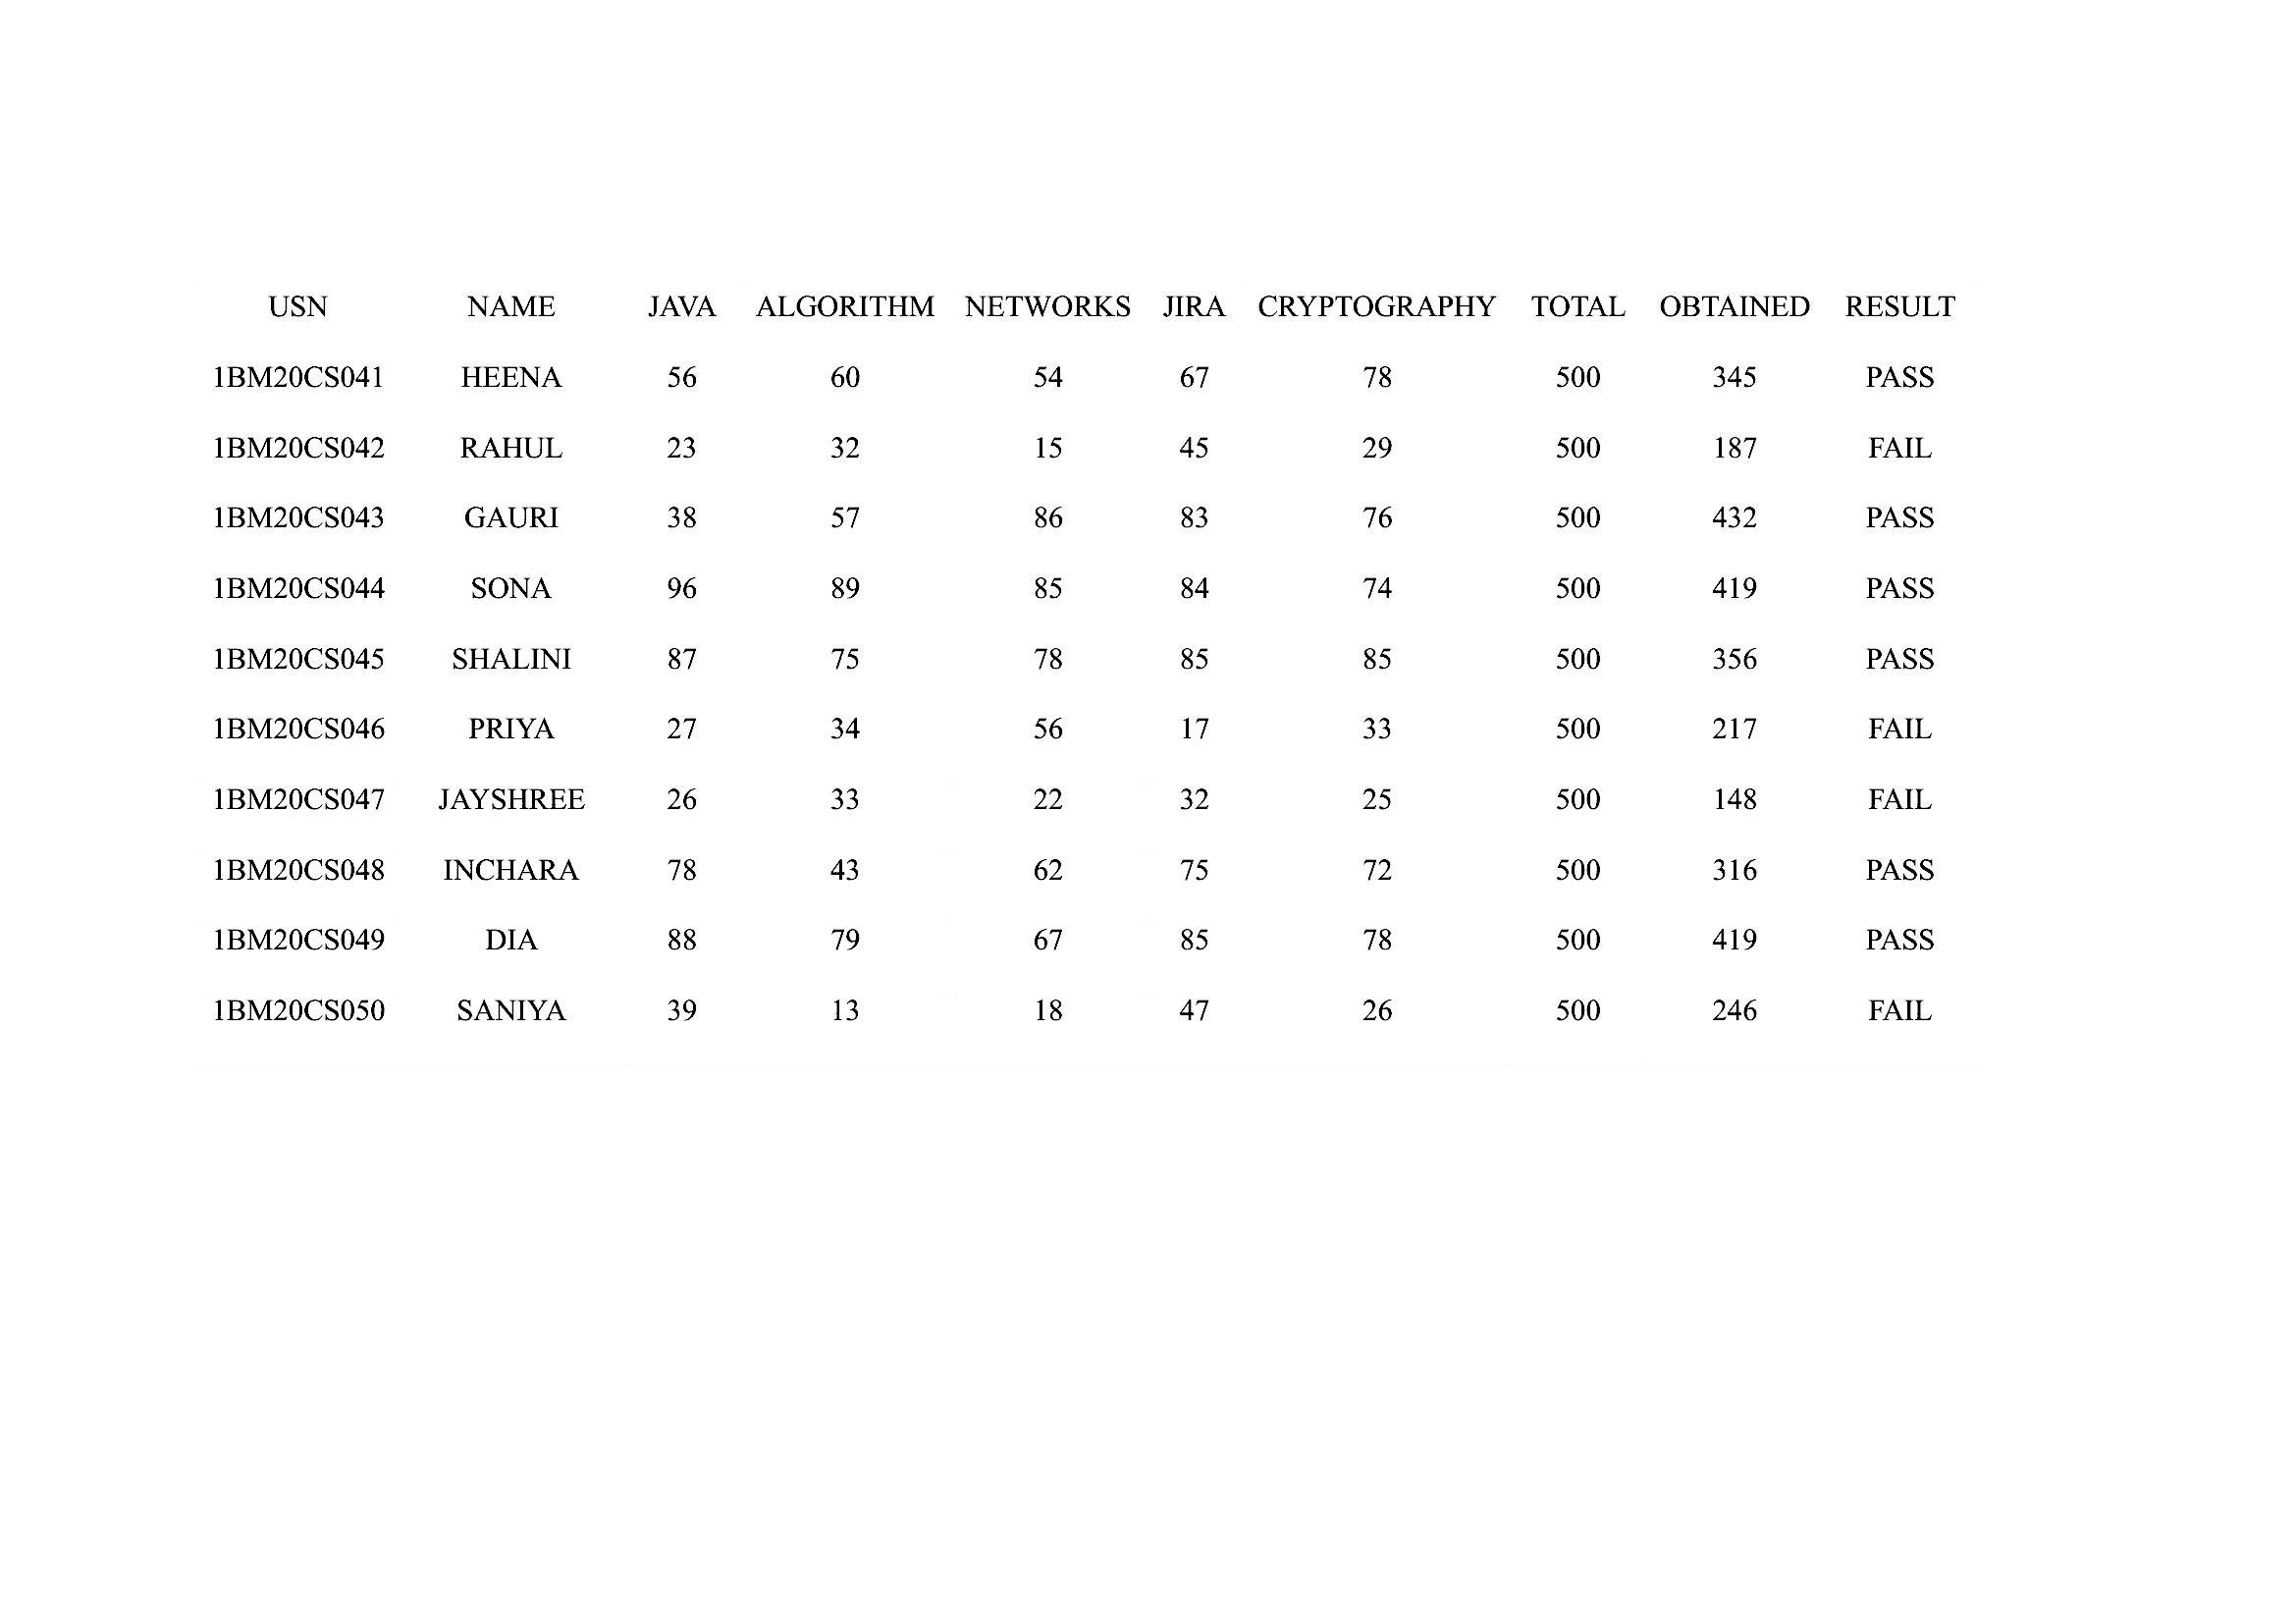 USN NAME JAVA ALGORITHM NETWORKS JIRA CRYPTOGRAPHY TOTAL OBTAINED RESULT
1BM20CS041 HEENA 56 60 54 67 78 500 345 PASS
1BM20CS042 RAHUL 23 32 15 45 29 500 187 FAIL
1BM20CS043 GAURI 38 57 86 83 76 500 432 PASS
1BM20CS044 SONA 96 89 85 84 74 500 419 PASS
1BM20CS045 SHALINI 87 75 78 85 85 500 356 PASS
1BM20CS046 PRIYA 27 34 56 17 33 500 217 FAIL
1BM20CS047 JAYSHREE 26 33 22 32 25 500 148 FAIL
1BM20CS048 INCHARA 78 43 62 75 72 500 316 PASS
1BM20CS049 DIA 88 79 67 85 78 500 419 PASS
1BM20CS050 SANIYA 39 13 18 47 26 500 246 FAIL